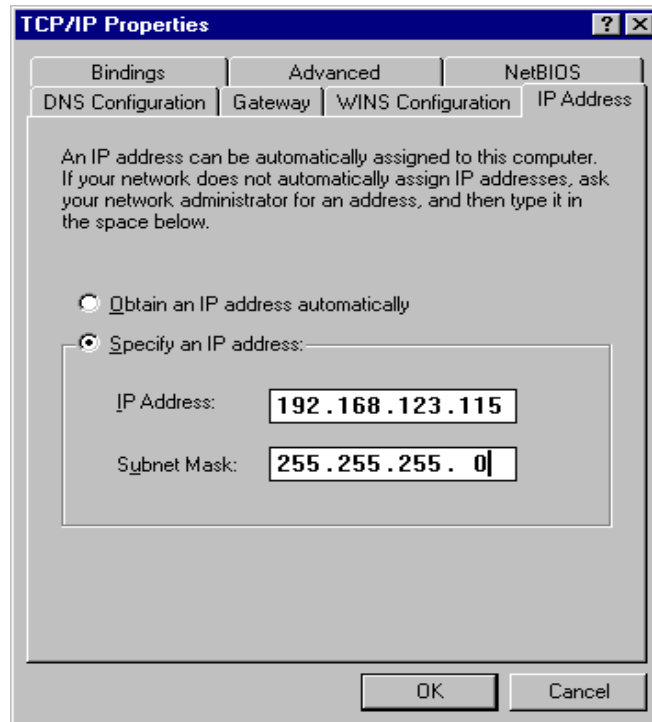 TCP/IP Properties
Bindings Advanced NetBIOS
DNS Configuration Gateway WINS Configuration IP Address
An IP address can be automatically assigned to this computer.
If your network does not automatically assign IP addresses, ask
your network administrator for an address, and then type it in
the space below.
Obtain an IP address automatically
Specify an IP address:
IP Address: 192.168.123.115
Subnet Mask: 255.255.255. 0
OK Cancel